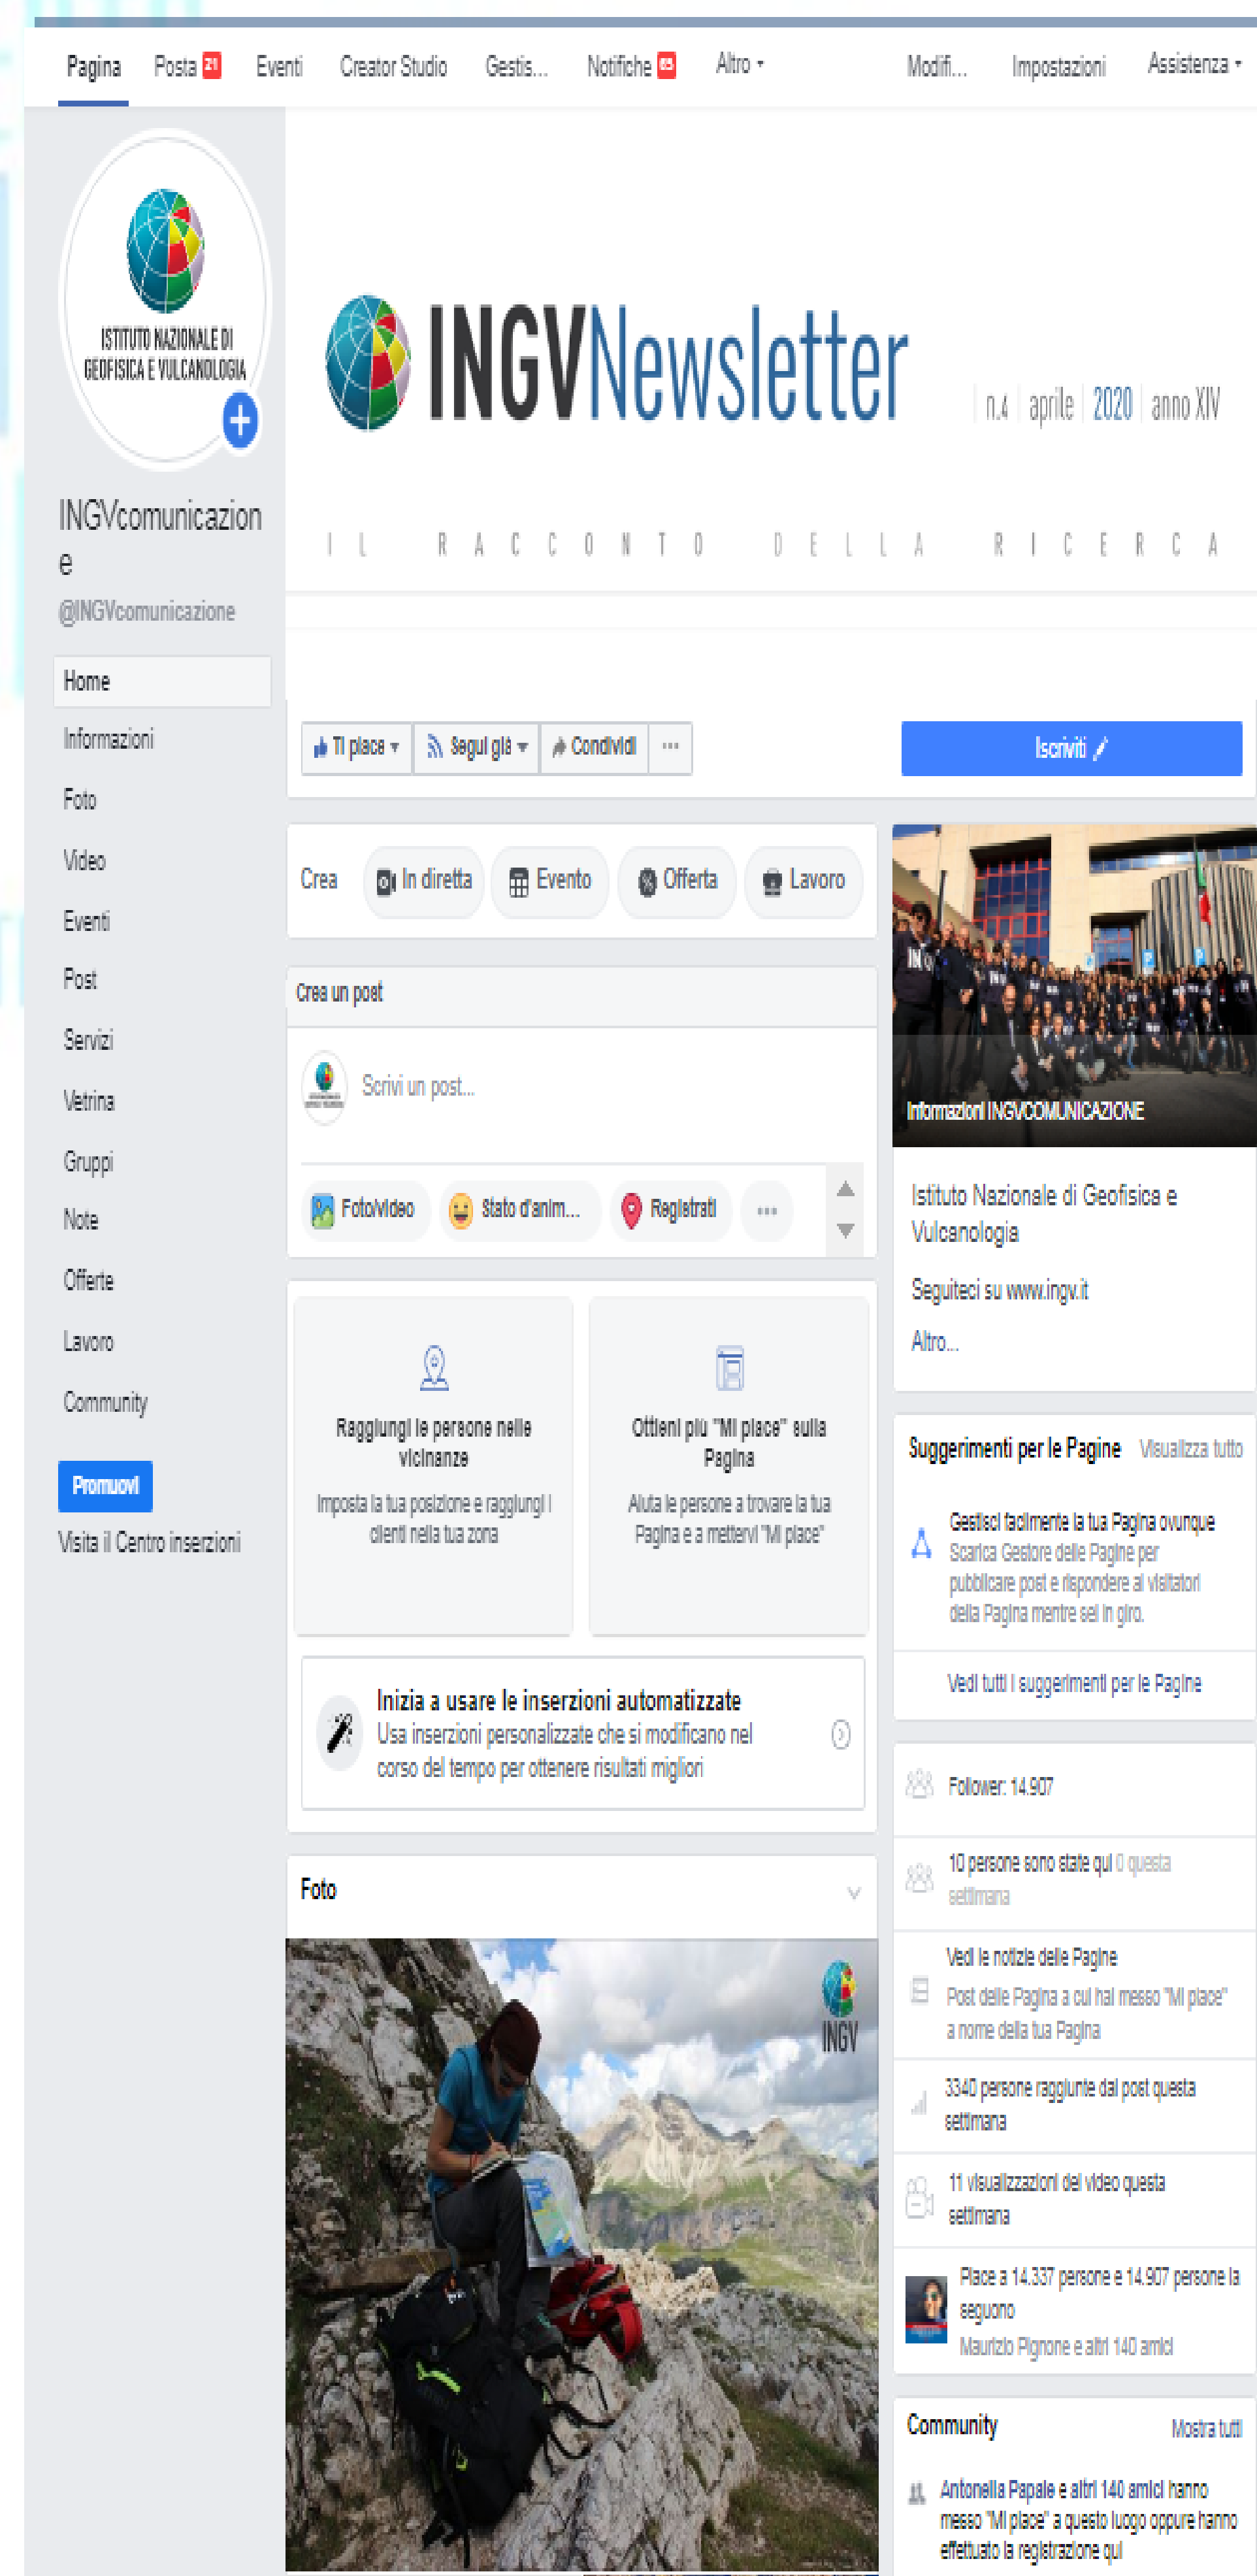 Pagina Posta 21 Eventi Creator Studio Gestis... Notifiche 65 Altro Modifi... Impostazioni Assistenza
ISTITUTO NAZIONALE DI
GEOFISICA E VULCANOLOGIA
INGVcomunicazion
e
@INGVcomunicazione
Home
Informazioni
Foto
Video
Eventi
Post
Servizi
Vetrina
Gruppi
Note
Offerte
Lavoro
Community
Promuovi
Visita il Centro inserzioni
INGVNewsletter
n.4 | aprile | 2020 | anno XIV
IL RACCONTO DELLA RICERCA
Ti piace Segui già Condividi ...
Iscriviti
Crea In diretta Evento Offerta Lavoro
Crea un post
Scrivi un post...
Foto/video Stato d'anim... Registrati ...
Raggiungi le persone nelle
vicinanze
Imposta la tua posizione e raggiungi i
clienti nella tua zona
Ottieni più "Mi piace" sulla
Pagina
Aiuta le persone a trovare la tua
Pagina e a mettervi "Mi piace"
Inizia a usare le inserzioni automatizzate
Usa inserzioni personalizzate che si modificano nel
corso del tempo per ottenere risultati migliori
Foto
INGV
Informazioni INGVCOMUNICAZIONE
Istituto Nazionale di Geofisica e
Vulcanologia
Seguiteci su www.ingv.it
Altro...
Suggerimenti per le Pagine Visualizza tutto
Gestisci facilmente la tua Pagina ovunque
Scarica Gestore delle Pagine per
pubblicare post e rispondere ai visitatori
della Pagina mentre sei in giro.
Vedi tutti i suggerimenti per le Pagine
Follower: 14.907
10 persone sono state qui 0 questa
settimana
Vedi le notizie delle Pagine
Post delle Pagina a cui hai messo "Mi piace"
a nome della tua Pagina
3340 persone raggiunte dai post questa
settimana
11 visualizzazioni dei video questa
settimana
Piace a 14.337 persone e 14.907 persone la
seguono
Maurizio Pignone e altri 140 amici
Community Mostra tutti
Antonella Papale e altri 140 amici hanno
messo "Mi piace" a questo luogo oppure hanno
effettuato la registrazione qui